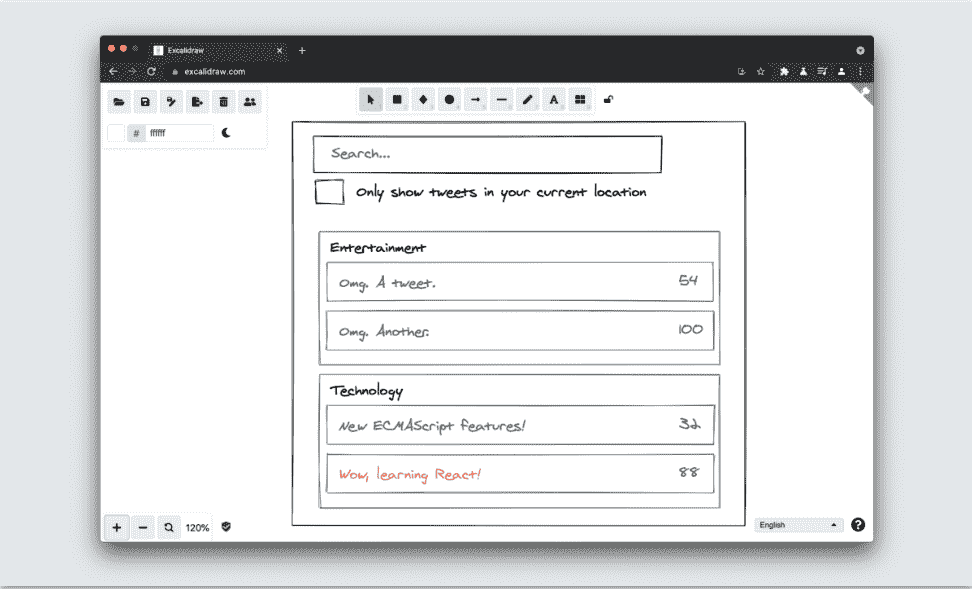 Excalidraw
excalidraw.com
# ffffff
A
Search...
Only show tweets in your current location
Entertainment
Omg. A tweet. 54
Omg. Another. 100
Technology
New ECMAScript features! 32
Wow, learning React! 88
120%
English
?